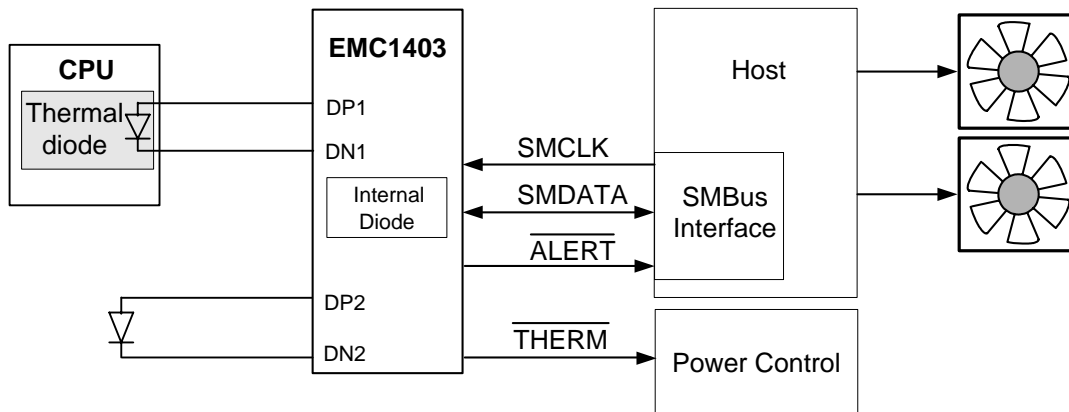 CPU
Thermal
diode
EMC1403
DP1
DN1
Internal
Diode
DP2
DN2
SMCLK
SMDATA
ALERT
THERM
Host
SMBus
Interface
Power Control